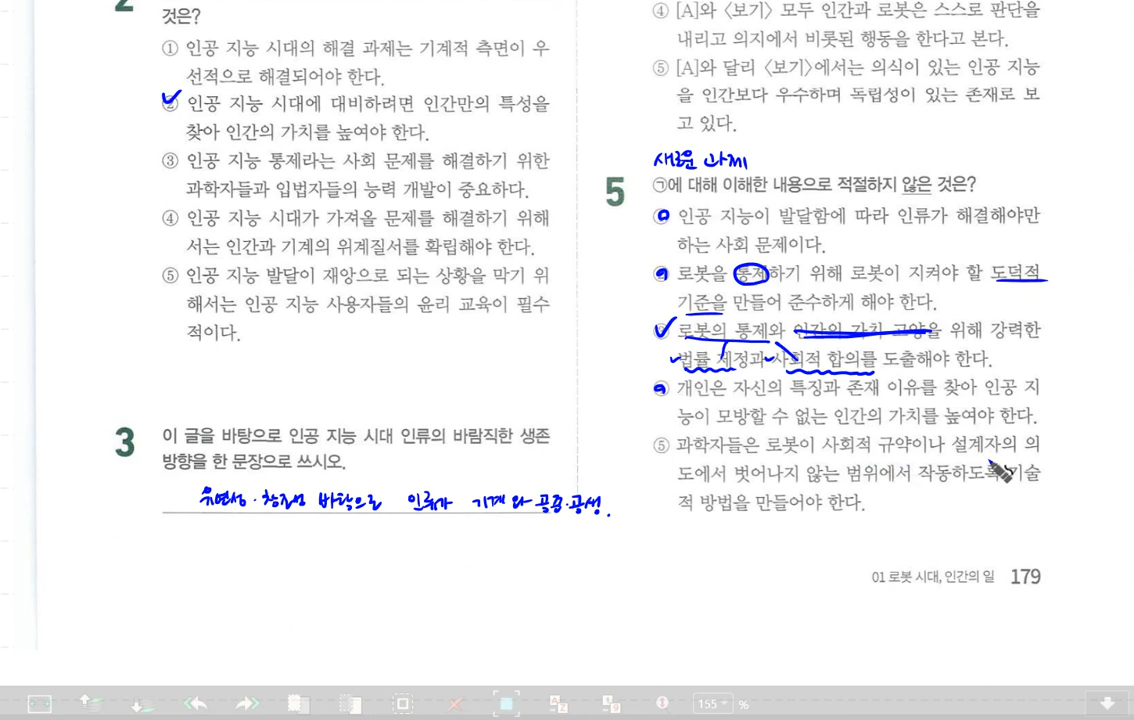 2
것은?
① 인공 지능 시대의 해결 과제는 기계적 측면이 우
선적으로 해결되어야 한다.
② 인공 지능 시대에 대비하려면 인간만의 특성을
찾아 인간의 가치를 높여야 한다.
③ 인공 지능 통제라는 사회 문제를 해결하기 위한
과학자들과 입법자들의 능력 개발이 중요하다.
④ 인공 지능 시대가 가져올 문제를 해결하기 위해
서는 인간과 기계의 위계질서를 확립해야 한다.
⑤ 인공 지능 발달이 재앙으로 되는 상황을 막기 위
해서는 인공 지능 사용자들의 윤리 교육이 필수
적이다.
3 이 글을 바탕으로 인공 지능 시대 인류의 바람직한 생존
방향을 한 문장으로 쓰시오.
유연성·창조성 바탕으로 인류가 기계와 공존·공생.
④ [A]와 〈보기〉 모두 인간과 로봇은 스스로 판단을
내리고 의지에서 비롯된 행동을 한다고 본다.
⑤ [A]와 달리 〈보기〉에서는 의식이 있는 인공 지능
을 인간보다 우수하며 독립성이 있는 존재로 보
고 있다.
새로운 과제
5 ㉠에 대해 이해한 내용으로 적절하지 않은 것은?
인공 지능이 발달함에 따라 인류가 해결해야만
하는 사회 문제이다.
로봇을 통제하기 위해 로봇이 지켜야 할 도덕적
기준을 만들어 준수하게 해야 한다.
로봇의 통제와 인간의 가치 고양을 위해 강력한
법률 제정과 사회적 합의를 도출해야 한다.
개인은 자신의 특징과 존재 이유를 찾아 인공 지
능이 모방할 수 없는 인간의 가치를 높여야 한다.
⑤ 과학자들은 로봇이 사회적 규약이나 설계자의 의
도에서 벗어나지 않는 범위에서 작동하도록 기술
적 방법을 만들어야 한다.
01 로봇 시대, 인간의 일 179
155 %